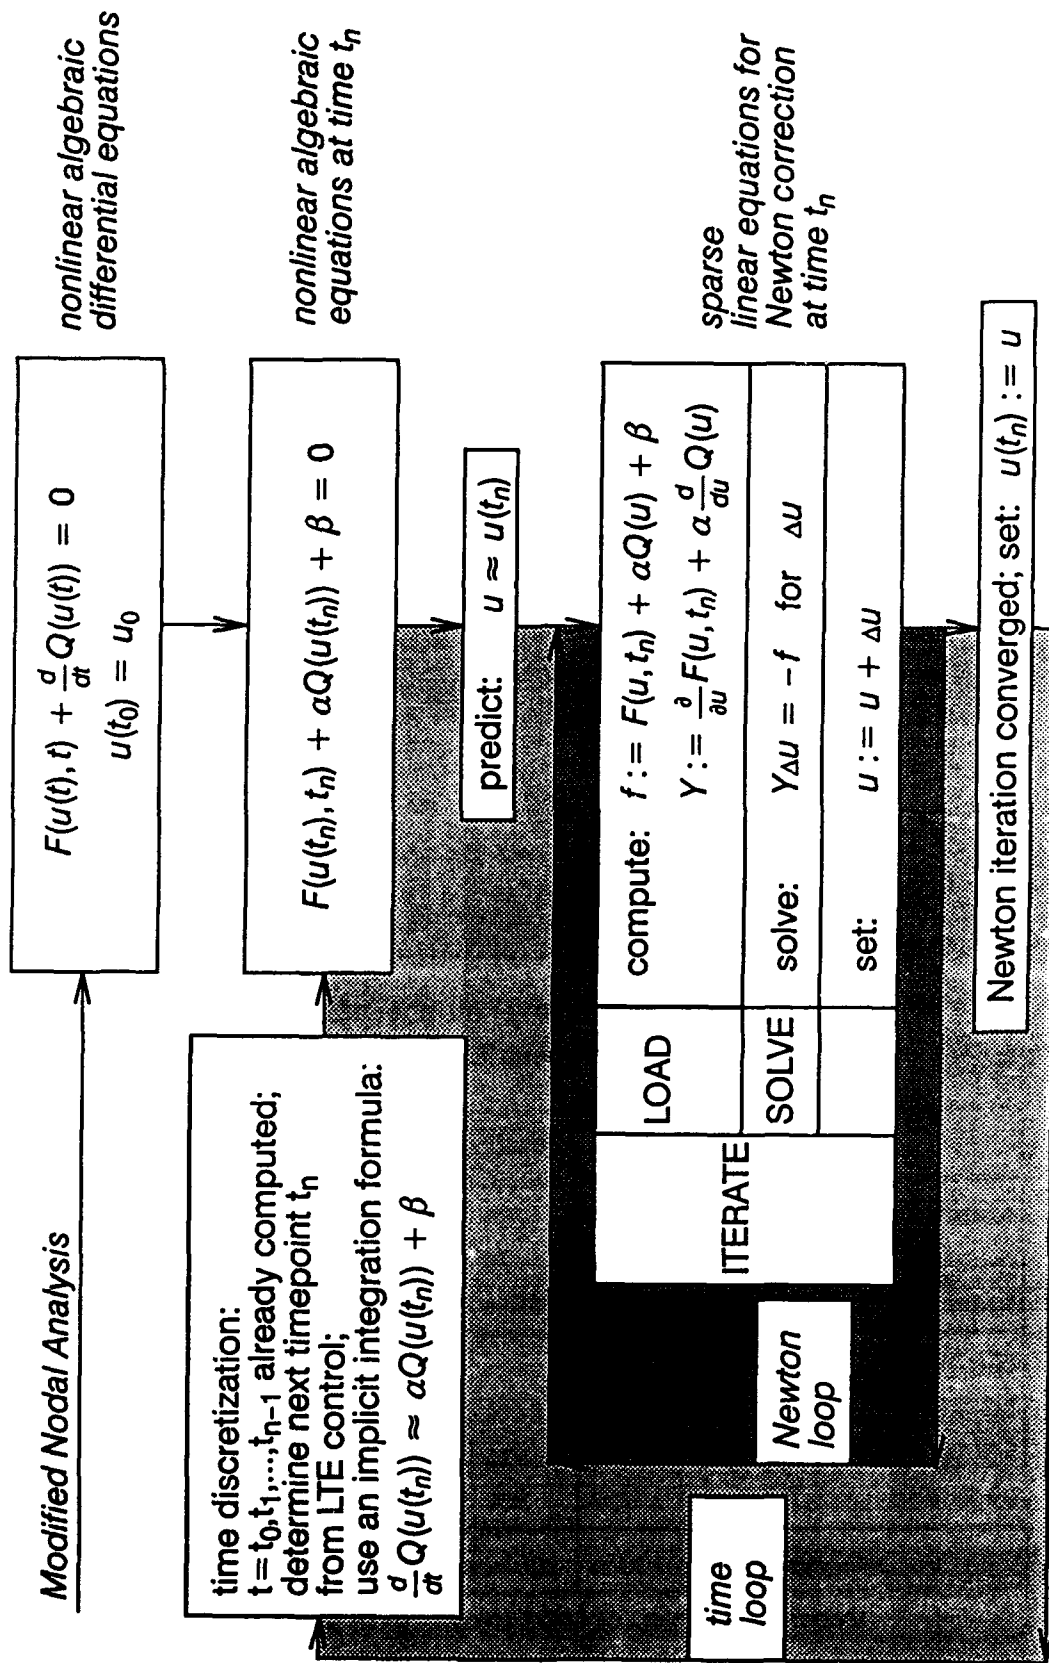 Modified Nodal Analysis
F(u(t), t) + d/dt Q(u(t)) = 0
u(t₀) = u₀
nonlinear algebraic
differential equations
time discretization:
t=t₀,t₁,...,tₙ₋₁ already computed;
determine next timepoint tₙ
from LTE control;
use an implicit integration formula:
d/dt Q(u(tₙ)) ≈ αQ(u(tₙ)) + β
F(u(tₙ), tₙ) + αQ(u(tₙ)) + β = 0
nonlinear algebraic
equations at time tₙ
predict: u ≈ u(tₙ)
ITERATE
LOAD
compute: f := F(u, tₙ) + αQ(u) + β
Y := ∂/∂u F(u, tₙ) + α d/du Q(u)
SOLVE
solve: YΔu = −f for Δu
set: u := u + Δu
sparse
linear equations for
Newton correction
at time tₙ
Newton
loop
time
loop
Newton iteration converged; set: u(tₙ) := u